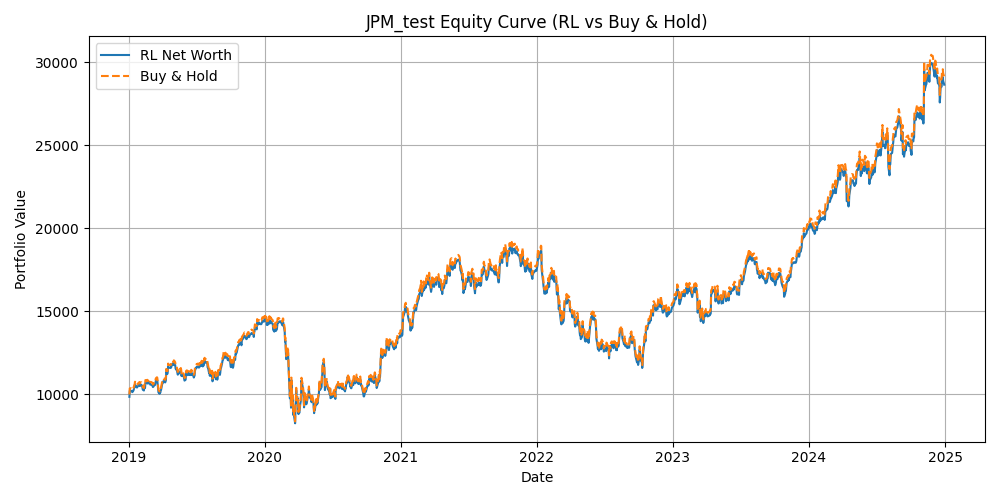 JPM_test Equity Curve (RL vs Buy & Hold)
RL Net Worth
Buy & Hold
Portfolio Value
30000
25000
20000
15000
10000
2019 2020 2021 2022 2023 2024 2025
Date